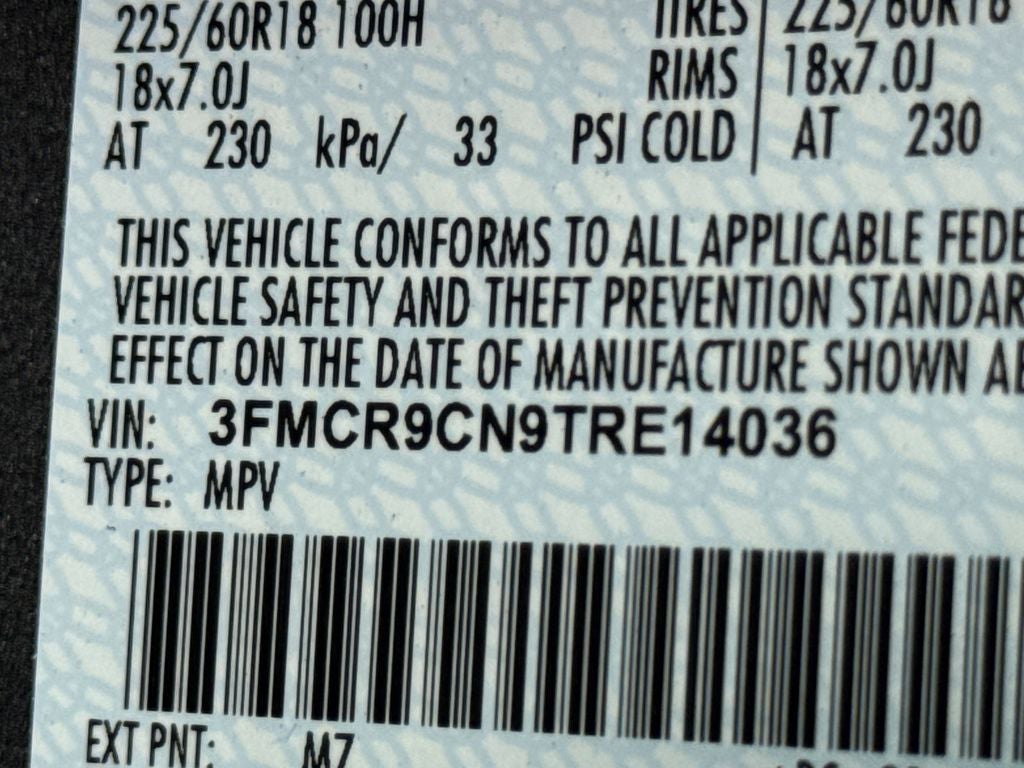 225/60R18 100H TIRES 225/60R18
18x7.0J RIMS 18x7.0J
AT 230 kPa/ 33 PSI COLD AT 230
THIS VEHICLE CONFORMS TO ALL APPLICABLE FEDE
VEHICLE SAFETY AND THEFT PREVENTION STANDAR
EFFECT ON THE DATE OF MANUFACTURE SHOWN AB
VIN: 3FMCR9CN9TRE14036
TYPE: MPV
EXT PNT: M7